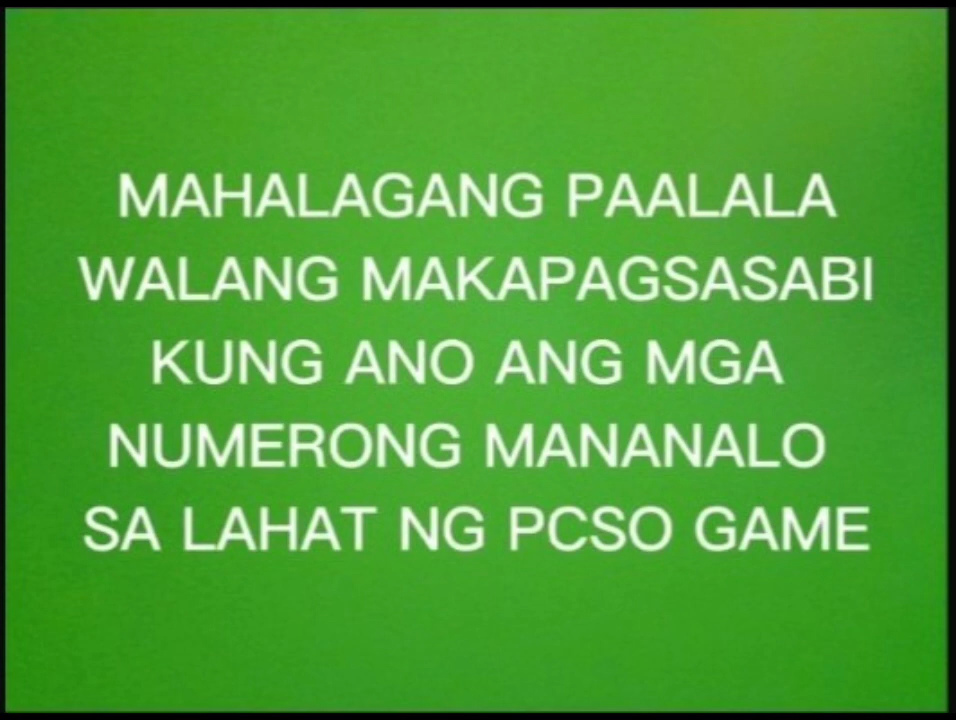 MAHALAGANG PAALALA
WALANG MAKAPAGSASABI
KUNG ANO ANG MGA
NUMERONG MANANALO
SA LAHAT NG PCSO GAME